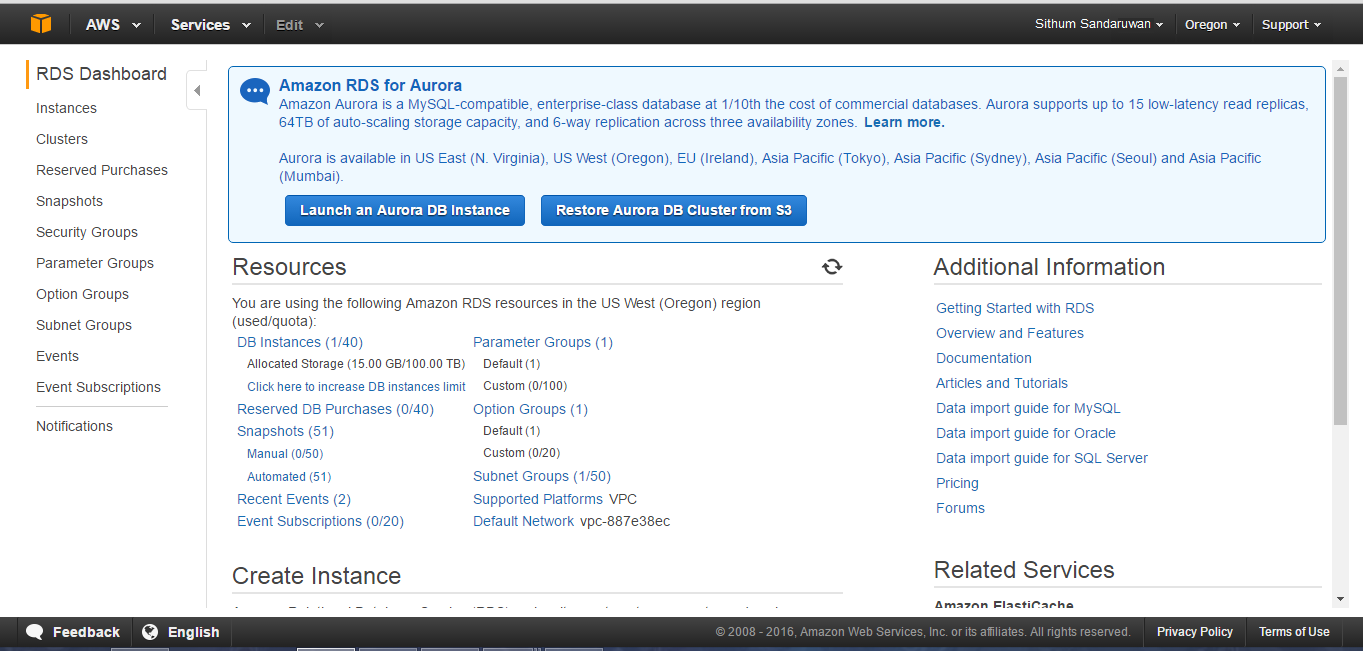 AWS Services Edit Sithum Sandaruwan Oregon Support
RDS Dashboard
Instances
Clusters
Reserved Purchases
Snapshots
Security Groups
Parameter Groups
Option Groups
Subnet Groups
Events
Event Subscriptions
Notifications
Amazon RDS for Aurora
Amazon Aurora is a MySQL-compatible, enterprise-class database at 1/10th the cost of commercial databases. Aurora supports up to 15 low-latency read replicas,
64TB of auto-scaling storage capacity, and 6-way replication across three availability zones. Learn more.
Aurora is available in US East (N. Virginia), US West (Oregon), EU (Ireland), Asia Pacific (Tokyo), Asia Pacific (Sydney), Asia Pacific (Seoul) and Asia Pacific
(Mumbai).
Launch an Aurora DB Instance Restore Aurora DB Cluster from S3
Resources
You are using the following Amazon RDS resources in the US West (Oregon) region
(used/quota):
DB Instances (1/40)
Allocated Storage (15.00 GB/100.00 TB)
Click here to increase DB instances limit
Reserved DB Purchases (0/40)
Snapshots (51)
Manual (0/50)
Automated (51)
Recent Events (2)
Event Subscriptions (0/20)
Parameter Groups (1)
Default (1)
Custom (0/100)
Option Groups (1)
Default (1)
Custom (0/20)
Subnet Groups (1/50)
Supported Platforms VPC
Default Network vpc-887e38ec
Create Instance
Additional Information
Getting Started with RDS
Overview and Features
Documentation
Articles and Tutorials
Data import guide for MySQL
Data import guide for Oracle
Data import guide for SQL Server
Pricing
Forums
Related Services
Amazon ElastiCache
Feedback English © 2008 - 2016, Amazon Web Services, Inc. or its affiliates. All rights reserved. Privacy Policy Terms of Use